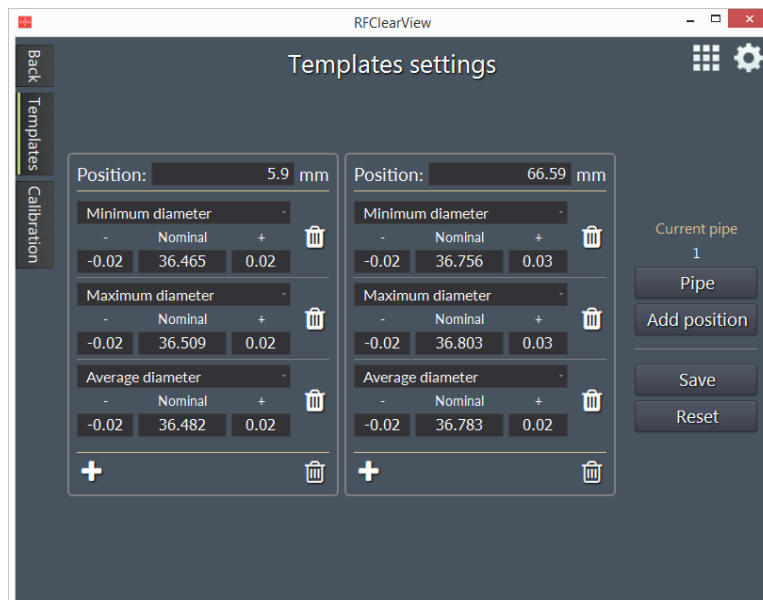 RFClearView
Templates settings
Back
Templates
Calibration
Position: 5.9 mm
Minimum diameter
- Nominal +
-0.02 36.465 0.02
Maximum diameter
- Nominal +
-0.02 36.509 0.02
Average diameter
- Nominal +
-0.02 36.482 0.02
Position: 66.59 mm
Minimum diameter
- Nominal +
-0.02 36.756 0.03
Maximum diameter
- Nominal +
-0.02 36.803 0.03
Average diameter
- Nominal +
-0.02 36.783 0.02
Current pipe
1
Pipe
Add position
Save
Reset